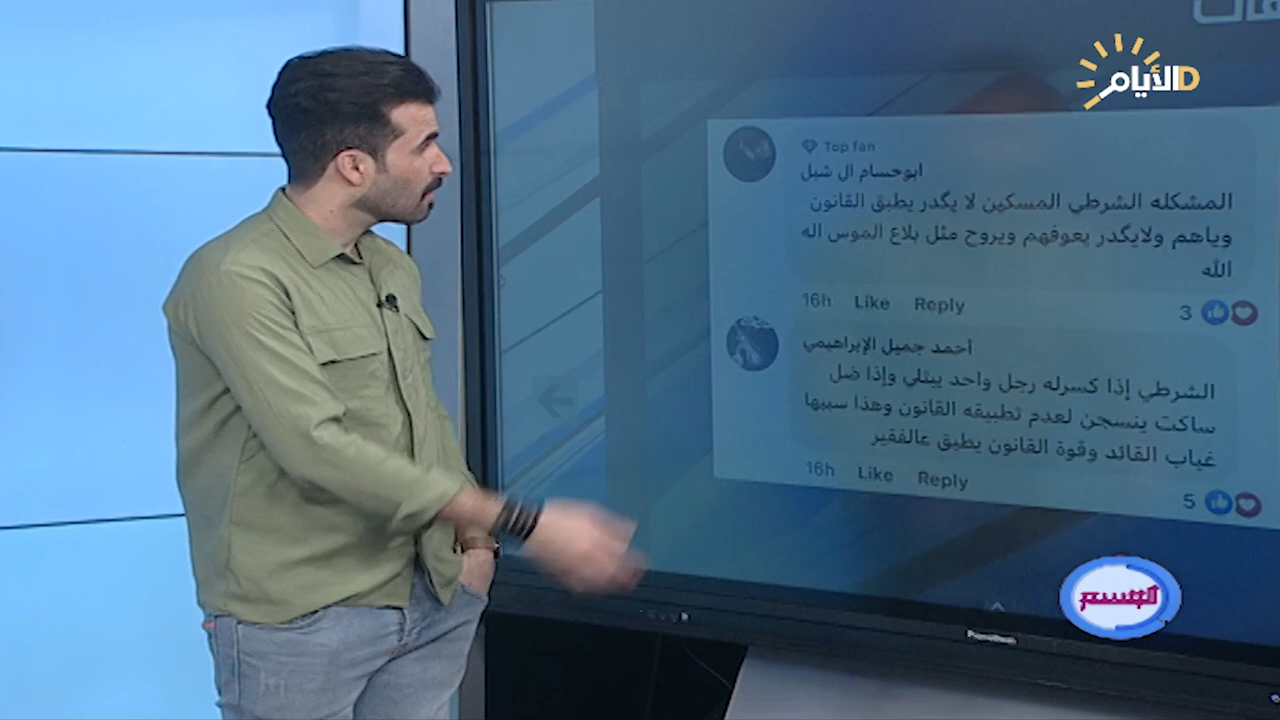 الأيام
Top fan
ابوحسام ال شبل
المشكله الشرطي المسكين لا يگدر يطبق القانون
وياهم ولايگدر يعوفهم ويروح مثل بلاع الموس اله
الله
16h Like Reply 3
أحمد جميل الإبراهيمي
الشرطي إذا كسرله رجل واحد يبتلي وإذا ضل
ساكت ينسجن لعدم تطبيقه القانون وهذا سببها
غياب القائد وقوة القانون يطبق عالفقير
16h Like Reply 5